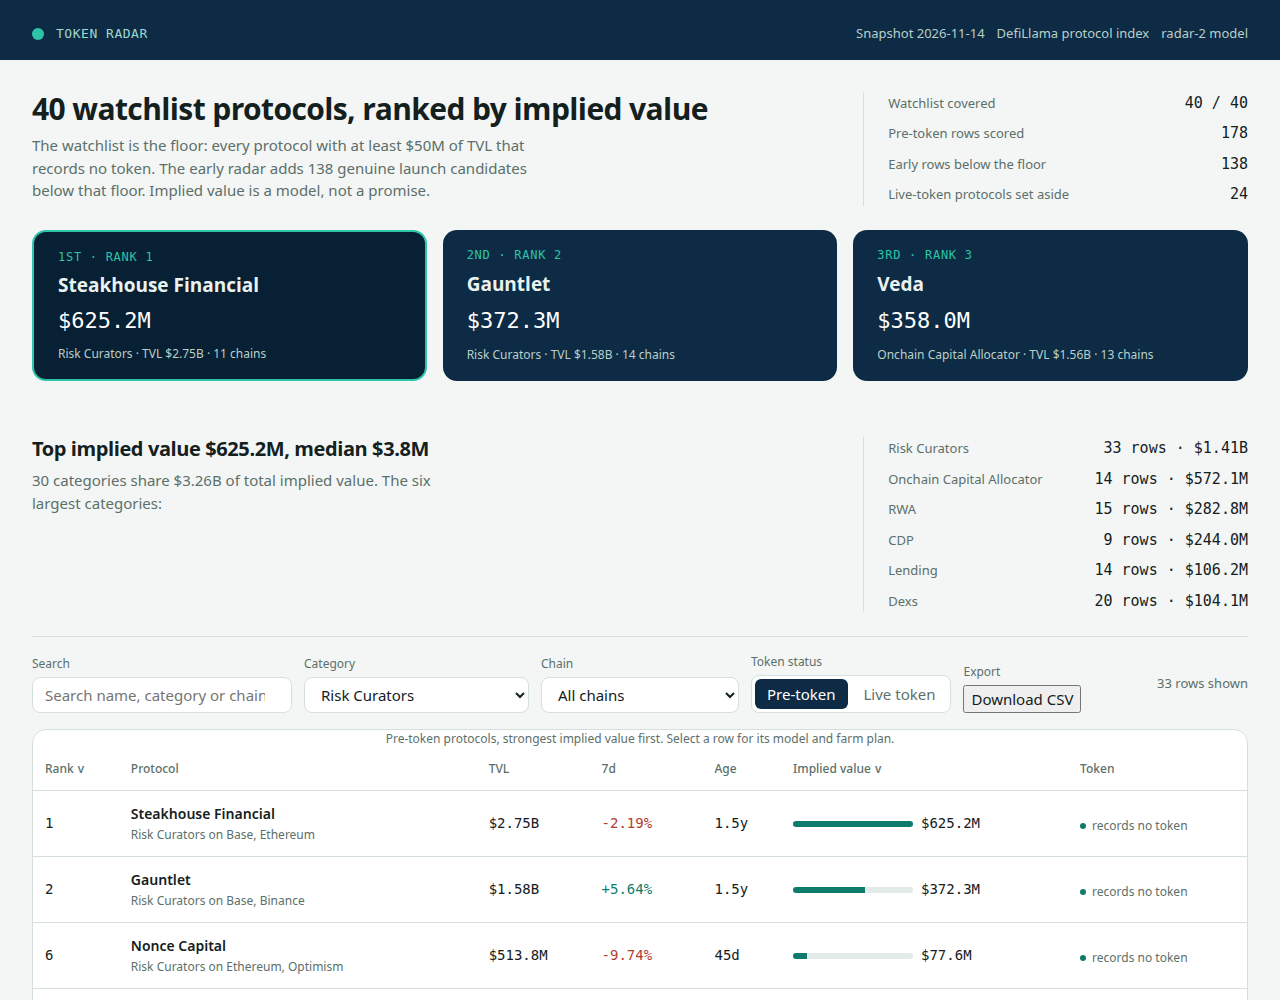 TOKEN RADAR
Snapshot 2026-11-14 DefiLlama protocol index radar-2 model
40 watchlist protocols, ranked by implied value
The watchlist is the floor: every protocol with at least $50M of TVL that
records no token. The early radar adds 138 genuine launch candidates
below that floor. Implied value is a model, not a promise.
Watchlist covered 40 / 40
Pre-token rows scored 178
Early rows below the floor 138
Live-token protocols set aside 24
1ST · RANK 1
Steakhouse Financial
$625.2M
Risk Curators · TVL $2.75B · 11 chains
2ND · RANK 2
Gauntlet
$372.3M
Risk Curators · TVL $1.58B · 14 chains
3RD · RANK 3
Veda
$358.0M
Onchain Capital Allocator · TVL $1.56B · 13 chains
Top implied value $625.2M, median $3.8M
30 categories share $3.26B of total implied value. The six
largest categories:
Risk Curators 33 rows · $1.41B
Onchain Capital Allocator 14 rows · $572.1M
RWA 15 rows · $282.8M
CDP 9 rows · $244.0M
Lending 14 rows · $106.2M
Dexs 20 rows · $104.1M
Search
Search name, category or chain
Category
Risk Curators
Chain
All chains
Token status
Pre-token Live token
Export
Download CSV
33 rows shown
Pre-token protocols, strongest implied value first. Select a row for its model and farm plan.
Rank v Protocol TVL 7d Age Implied value v Token
1 Steakhouse Financial $2.75B -2.19% 1.5y $625.2M records no token
Risk Curators on Base, Ethereum
2 Gauntlet $1.58B +5.64% 1.5y $372.3M records no token
Risk Curators on Base, Binance
6 Nonce Capital $513.8M -9.74% 45d $77.6M records no token
Risk Curators on Ethereum, Optimism